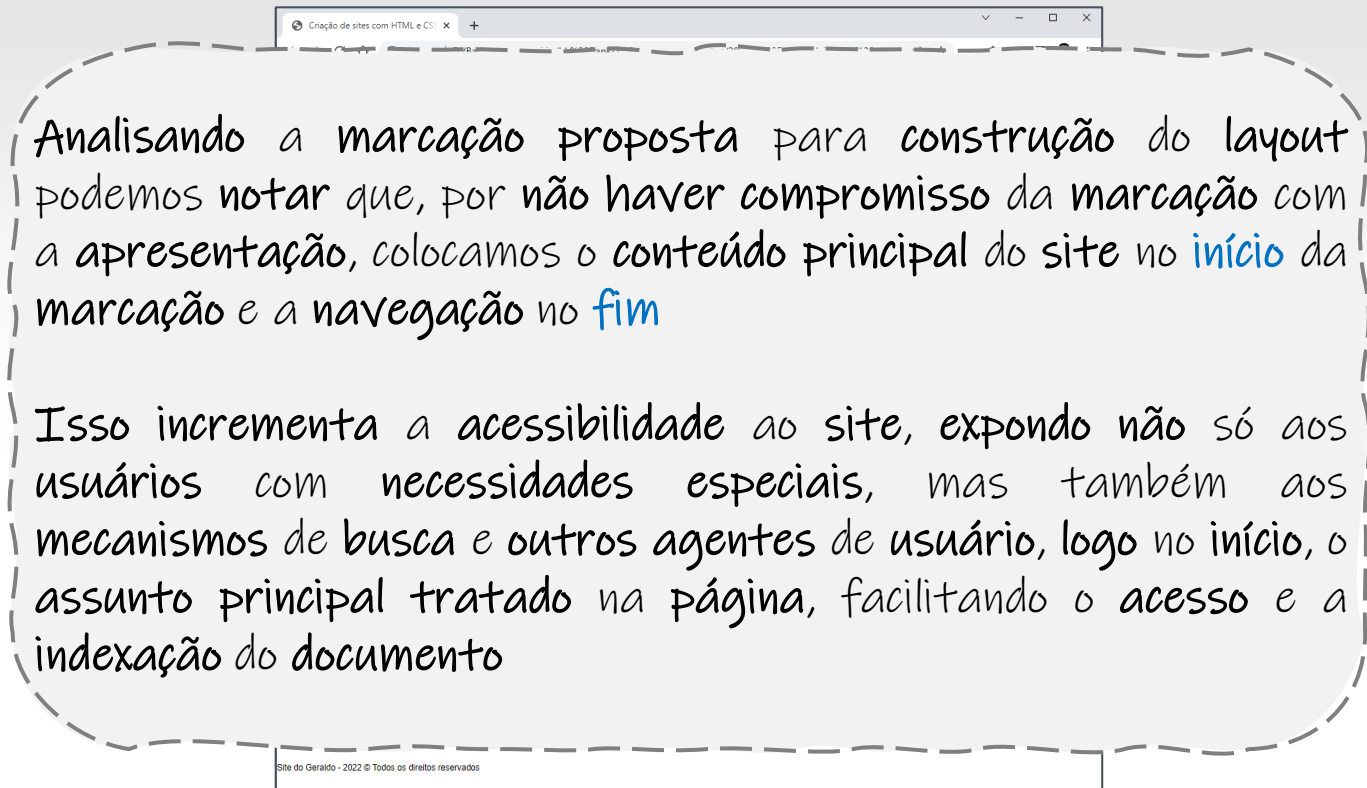 Criação de sites com HTML e CS
Analisando a marcação proposta para construção do layout
podemos notar que, por não haver compromisso da marcação com
a apresentação, colocamos o conteúdo principal do site no início da
marcação e a navegação no fim
Isso incrementa a acessibilidade ao site, expondo não só aos
usuários com necessidades especiais, mas também aos
mecanismos de busca e outros agentes de usuário, logo no início, o
assunto principal tratado na página, facilitando o acesso e a
indexação do documento
Site do Geraldo - 2022 © Todos os direitos reservados